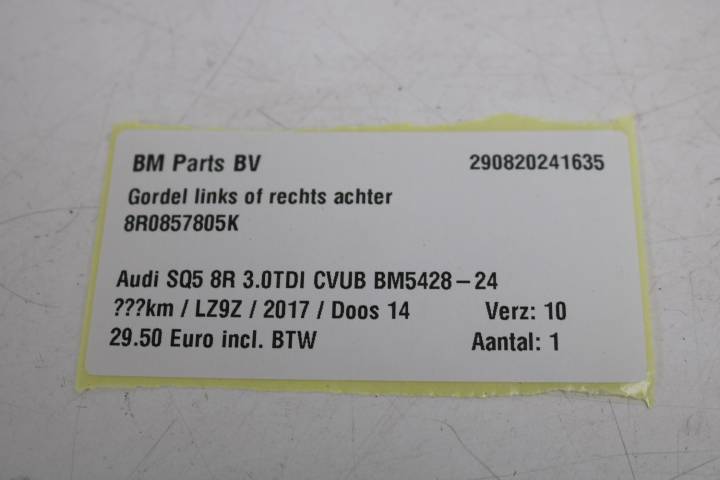 BM Parts BV 290820241635
Gordel links of rechts achter
8R0857805K
Audi SQ5 8R 3.0TDI CVUB BM5428-24
???km / LZ9Z / 2017 / Doos 14 Verz: 10
29.50 Euro incl. BTW Aantal: 1